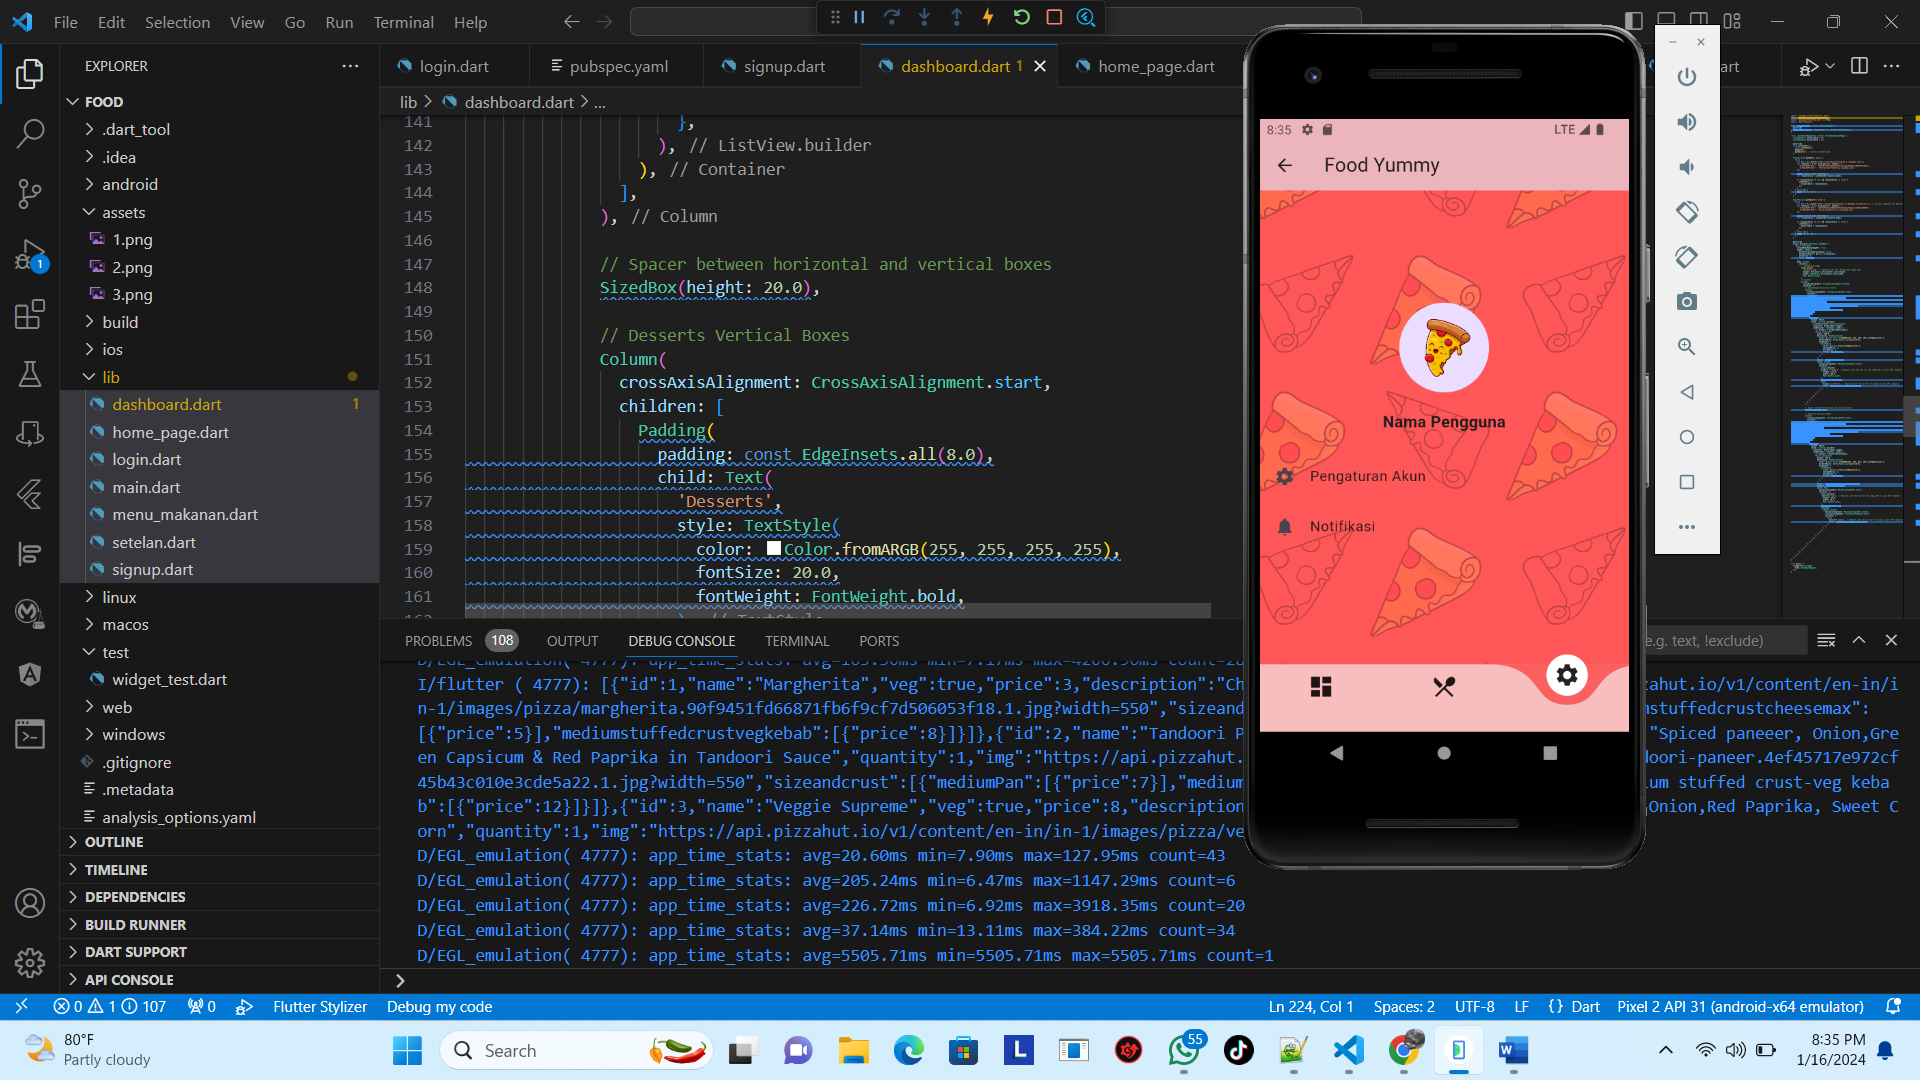 File Edit Selection View Go Run Terminal Help
EXPLORER
login.dart
pubspec.yaml
signup.dart
dashboard.dart 1
home_page.dart
FOOD
.dart_tool
.idea
android
assets
1.png
2.png
3.png
build
ios
lib
dashboard.dart 1
home_page.dart
login.dart
main.dart
menu_makanan.dart
setelan.dart
signup.dart
linux
macos
test
widget_test.dart
web
windows
.gitignore
.metadata
analysis_options.yaml
OUTLINE
TIMELINE
DEPENDENCIES
BUILD RUNNER
DART SUPPORT
API CONSOLE
lib > dashboard.dart > ...
141 },
142 ), // ListView.builder
143 ), // Container
144 ],
145 ), // Column
146
147 // Spacer between horizontal and vertical boxes
148 SizedBox(height: 20.0),
149
150 // Desserts Vertical Boxes
151 Column(
152 crossAxisAlignment: CrossAxisAlignment.start,
153 children: [
154 Padding(
155 padding: const EdgeInsets.all(8.0),
156 child: Text(
157 'Desserts',
158 style: TextStyle(
159 color: Color.fromARGB(255, 255, 255, 255),
160 fontSize: 20.0,
161 fontWeight: FontWeight.bold,
PROBLEMS 108 OUTPUT DEBUG CONSOLE TERMINAL PORTS
e.g. text, !exclude)
I/flutter ( 4777): [{"id":1,"name":"Margherita","veg":true,"price":3,"description":"Ch zahut.io/v1/content/en-in/i
n-1/images/pizza/margherita.90f9451fd66871fb6f9cf7d506053f18.1.jpg?width=550","sizeand mstuffedcrustcheesemax":
[{"price":5}],"mediumstuffedcrustvegkebab":[{"price":8}]}]},{"id":2,"name":"Tandoori P "Spiced paneeer, Onion,Gre
en Capsicum & Red Paprika in Tandoori Sauce","quantity":1,"img":"https://api.pizzahut. doori-paneer.4ef45717e972cf
45b43c010e3cde5a22.1.jpg?width=550","sizeandcrust":[{"mediumPan":[{"price":7}],"medium um stuffed crust-veg keba
b":[{"price":12}]}]},{"id":3,"name":"Veggie Supreme","veg":true,"price":8,"description Onion,Red Paprika, Sweet C
orn","quantity":1,"img":"https://api.pizzahut.io/v1/content/en-in/in-1/images/pizza/ve
D/EGL_emulation( 4777): app_time_stats: avg=20.60ms min=7.90ms max=127.95ms count=43
D/EGL_emulation( 4777): app_time_stats: avg=205.24ms min=6.47ms max=1147.29ms count=6
D/EGL_emulation( 4777): app_time_stats: avg=226.72ms min=6.92ms max=3918.35ms count=20
D/EGL_emulation( 4777): app_time_stats: avg=37.14ms min=13.11ms max=384.22ms count=34
D/EGL_emulation( 4777): app_time_stats: avg=5505.71ms min=5505.71ms max=5505.71ms count=1
8:35 LTE
Food Yummy
Nama Pengguna
Pengaturan Akun
Notifikasi
0 1 107 0 Flutter Stylizer Debug my code Ln 224, Col 1 Spaces: 2 UTF-8 LF {} Dart Pixel 2 API 31 (android-x64 emulator)
80°F
Partly cloudy
Search
55
8:35 PM
1/16/2024